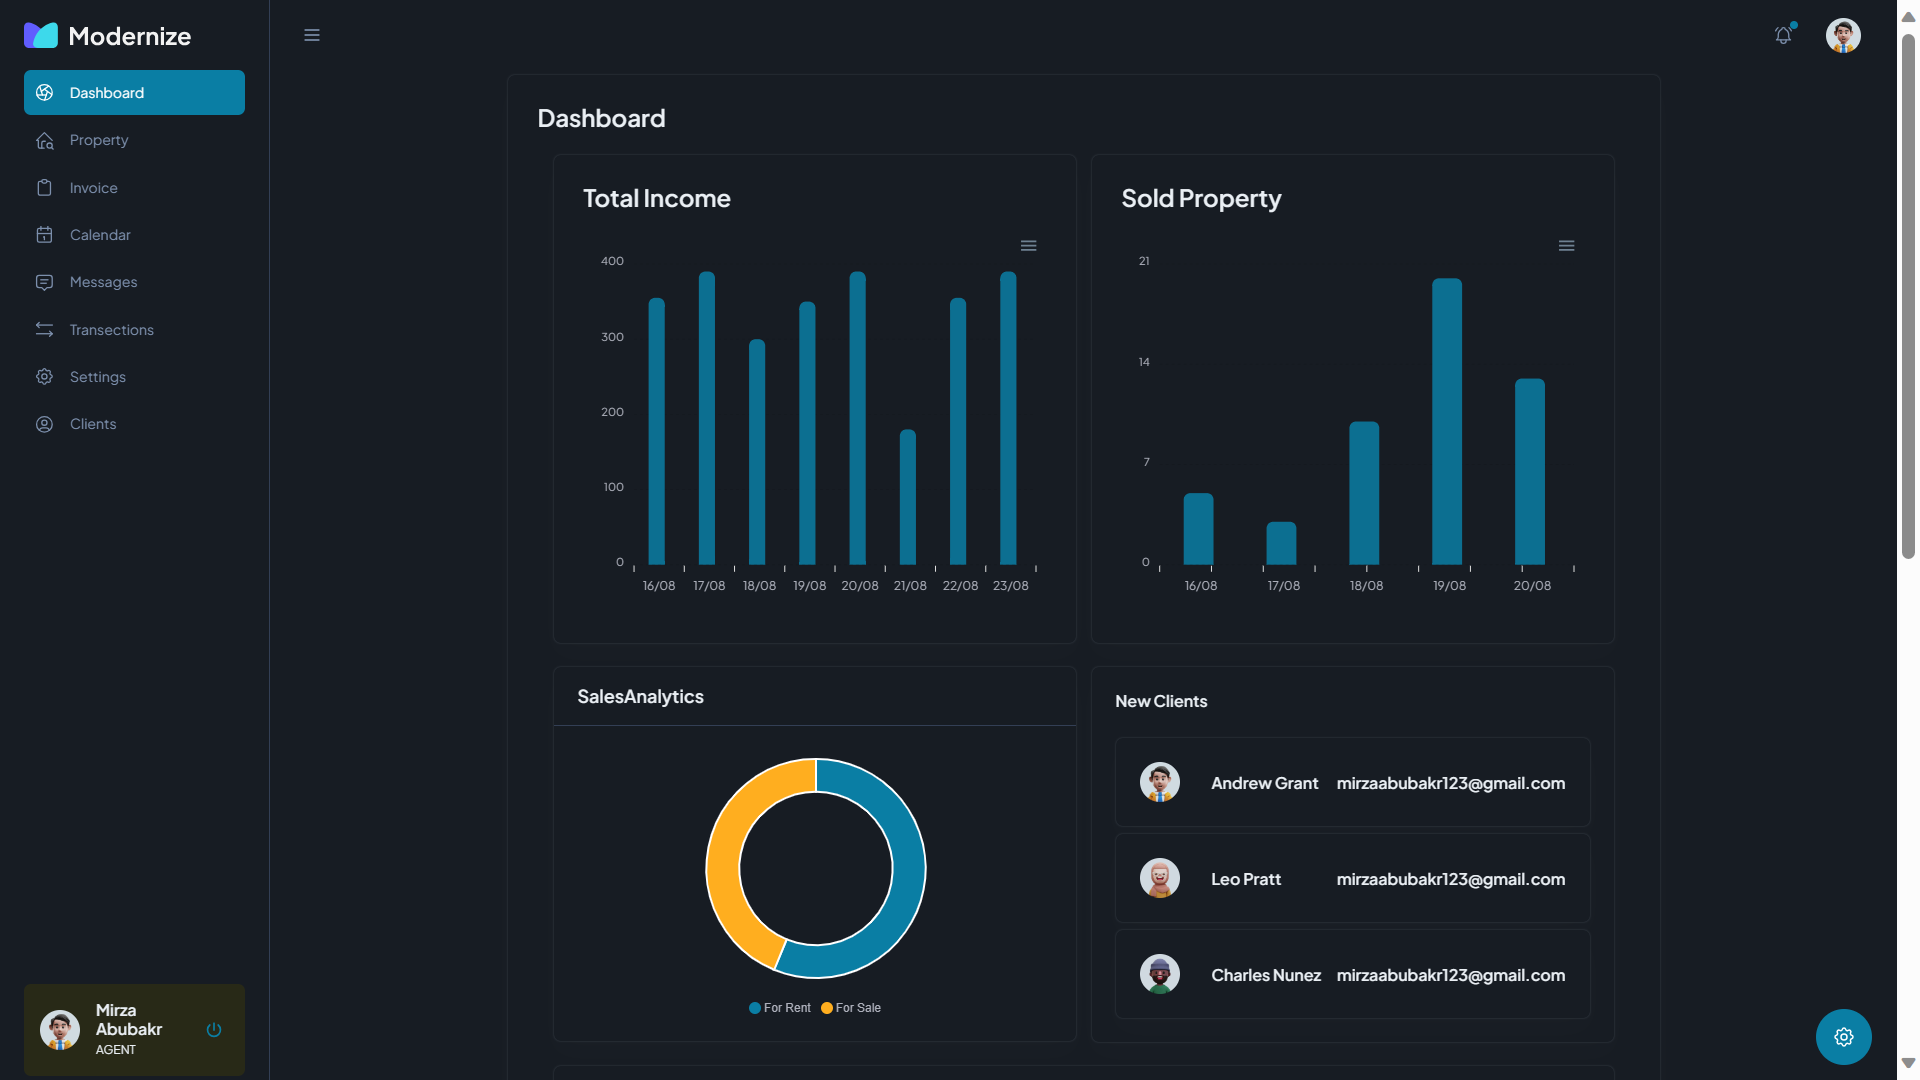 Modernize
Dashboard
Property
Invoice
Calendar
Messages
Transections
Settings
Clients
Mirza
Abubakr
AGENT
Dashboard
Total Income
400
300
200
100
0
16/08 17/08 18/08 19/08 20/08 21/08 22/08 23/08
Sold Property
21
14
7
0
16/08 17/08 18/08 19/08 20/08
SalesAnalytics
For Rent For Sale
New Clients
Andrew Grant mirzaabubakr123@gmail.com
Leo Pratt mirzaabubakr123@gmail.com
Charles Nunez mirzaabubakr123@gmail.com